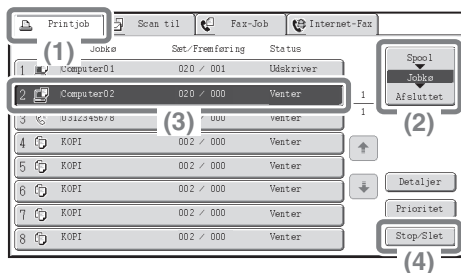 Printjob Scan til Fax-Job Internet-Fax
(1)
Jobkø Sæt/Fremføring Status
1 Computer01 020 / 001 Udskriver
2 Computer02 020 / 000 Venter
3 0312345678 002 / 000 Venter
(3)
4 KOPI 002 / 000 Venter
5 KOPI 002 / 000 Venter
6 KOPI 002 / 000 Venter
7 KOPI 002 / 000 Venter
8 KOPI 002 / 000 Venter
1
1
Spool
Jobkø
Afsluttet
(2)
Detaljer
Prioritet
Stop/Slet
(4)